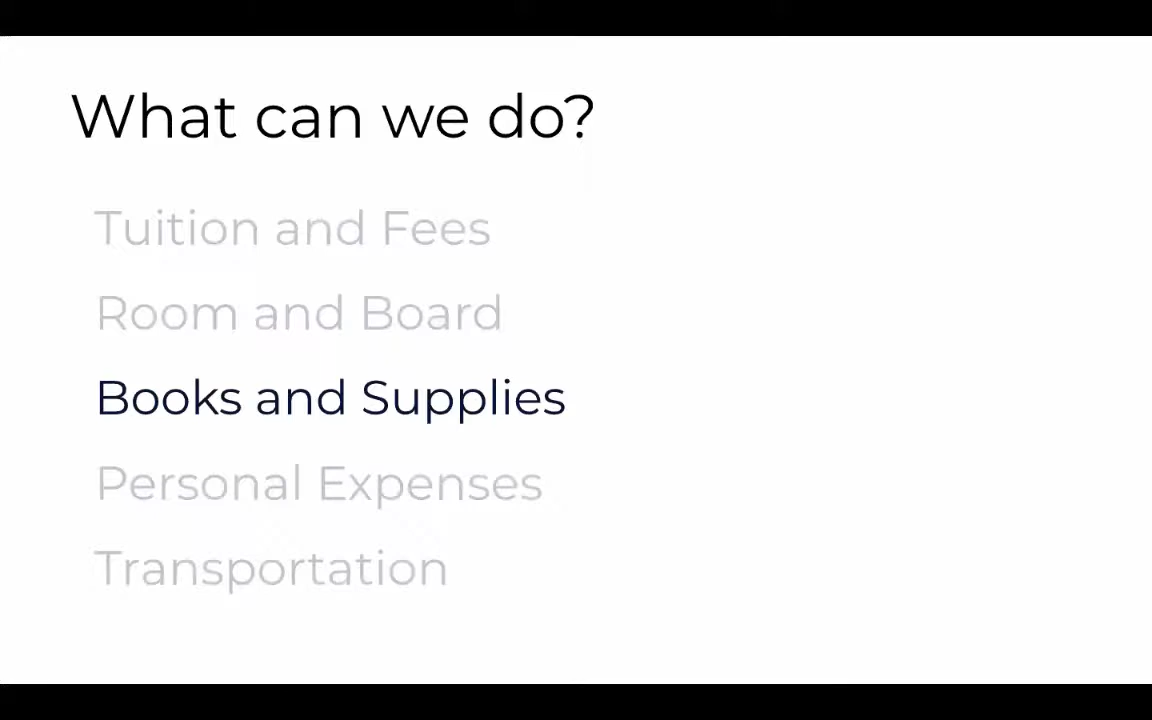 What can we do?
Tuition and Fees
Room and Board
Books and Supplies
Personal Expenses
Transportation